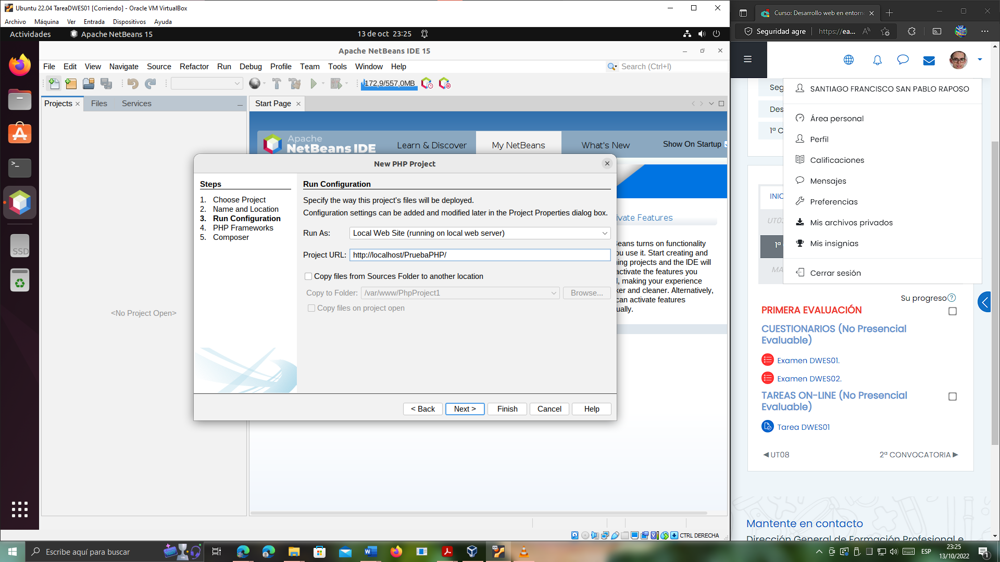 Ubuntu 22.04 TareaDWES01 [Corriendo] - Oracle VM VirtualBox
Archivo Máquina Ver Entrada Dispositivos Ayuda
Actividades Apache NetBeans 15 13 de oct 23:25
Apache NetBeans IDE 15
File Edit View Navigate Source Refactor Run Debug Profile Team Tools Window Help
Search (Ctrl+I)
172,9/557,0MB
Projects Files Services
Start Page
Apache
NetBeans IDE
Learn & Discover My NetBeans What's New Show On Startup
<No Project Open>
New PHP Project
Steps
1. Choose Project
2. Name and Location
3. Run Configuration
4. PHP Frameworks
5. Composer
Run Configuration
Specify the way this project's files will be deployed.
Configuration settings can be added and modified later in the Project Properties dialog box.
Run As: Local Web Site (running on local web server)
Project URL: http://localhost/PruebaPHP/
Copy files from Sources Folder to another location
Copy to Folder: /var/www/PhpProject1 Browse...
Copy files on project open
< Back Next > Finish Cancel Help
ivate Features
Beans turns on functionality
ou use it. Start creating and
ing projects and the IDE will
activate the features you
, making your experience
ker and cleaner. Alternatively,
can activate features
ually.
SSD
CTRL DERECHA
Curso: Desarrollo web en entorn
Seguridad agre https://ea...
SANTIAGO FRANCISCO SAN PABLO RAPOSO
Área personal
Perfil
Calificaciones
Mensajes
Preferencias
Mis archivos privados
Mis insignias
Cerrar sesión
Seg
Des
1ª C
INIC
UT03
1ª
MA
Su progreso
PRIMERA EVALUACIÓN
CUESTIONARIOS (No Presencial
Evaluable)
Examen DWES01.
Examen DWES02.
TAREAS ON-LINE (No Presencial
Evaluable)
Tarea DWES01
◀UT08 2ª CONVOCATORIA▶
Mantente en contacto
Dirección General de Formación Profesional e
Escribe aquí para buscar
ESP
23:25
13/10/2022
1